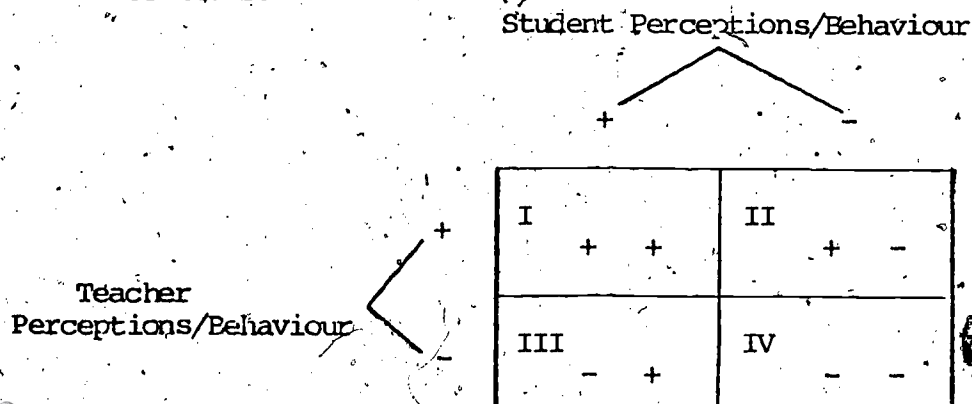 Student Perceptions/Behaviour
+ -
I II
+ + + + -
Teacher
Perceptions/Behaviour
III IV
- - + - -